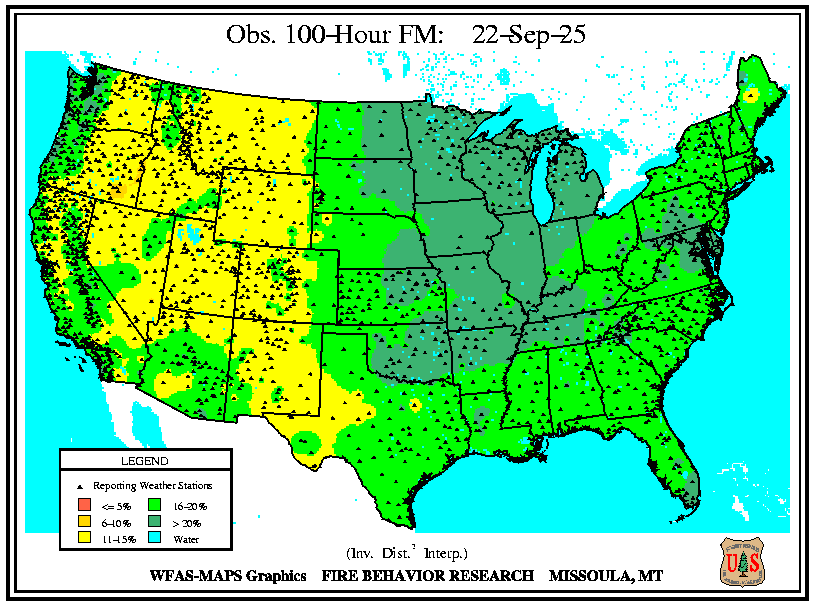 Obs. 100-Hour FM: 22-Sep-25
LEGEND
Reporting Weather Stations
<= 5% 16-20%
6-10% > 20%
11-15% Water
(Inv. Dist.² Interp.)
WFAS-MAPS Graphics FIRE BEHAVIOR RESEARCH MISSOULA, MT
U S